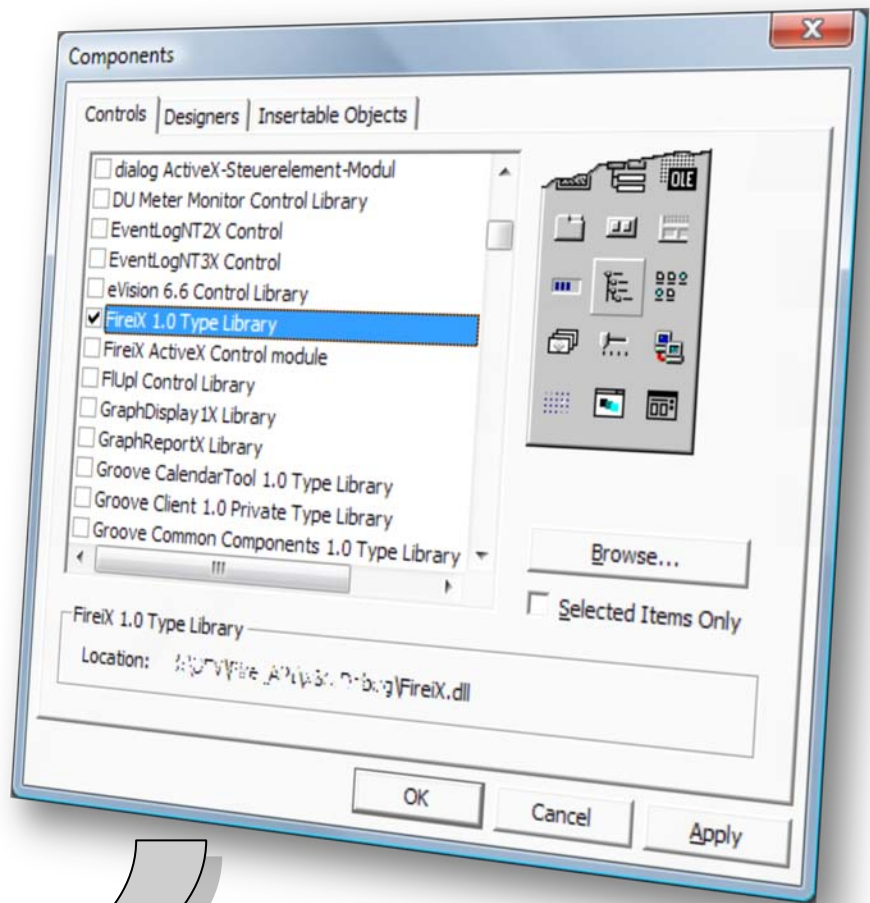 Components
Controls
Designers
Insertable Objects
dialog ActiveX-Steuerelement-Modul
DU Meter Monitor Control Library
EventLogNT2X Control
EventLogNT3X Control
eVision 6.6 Control Library
FireiX 1.0 Type Library
FireiX ActiveX Control module
FlUpl Control Library
GraphDisplay1X Library
GraphReportX Library
Groove CalendarTool 1.0 Type Library
Groove Client 1.0 Private Type Library
Groove Common Components 1.0 Type Library
OLE
Browse...
Selected Items Only
FireiX 1.0 Type Library
Location: \FireiX.dll
OK
Cancel
Apply